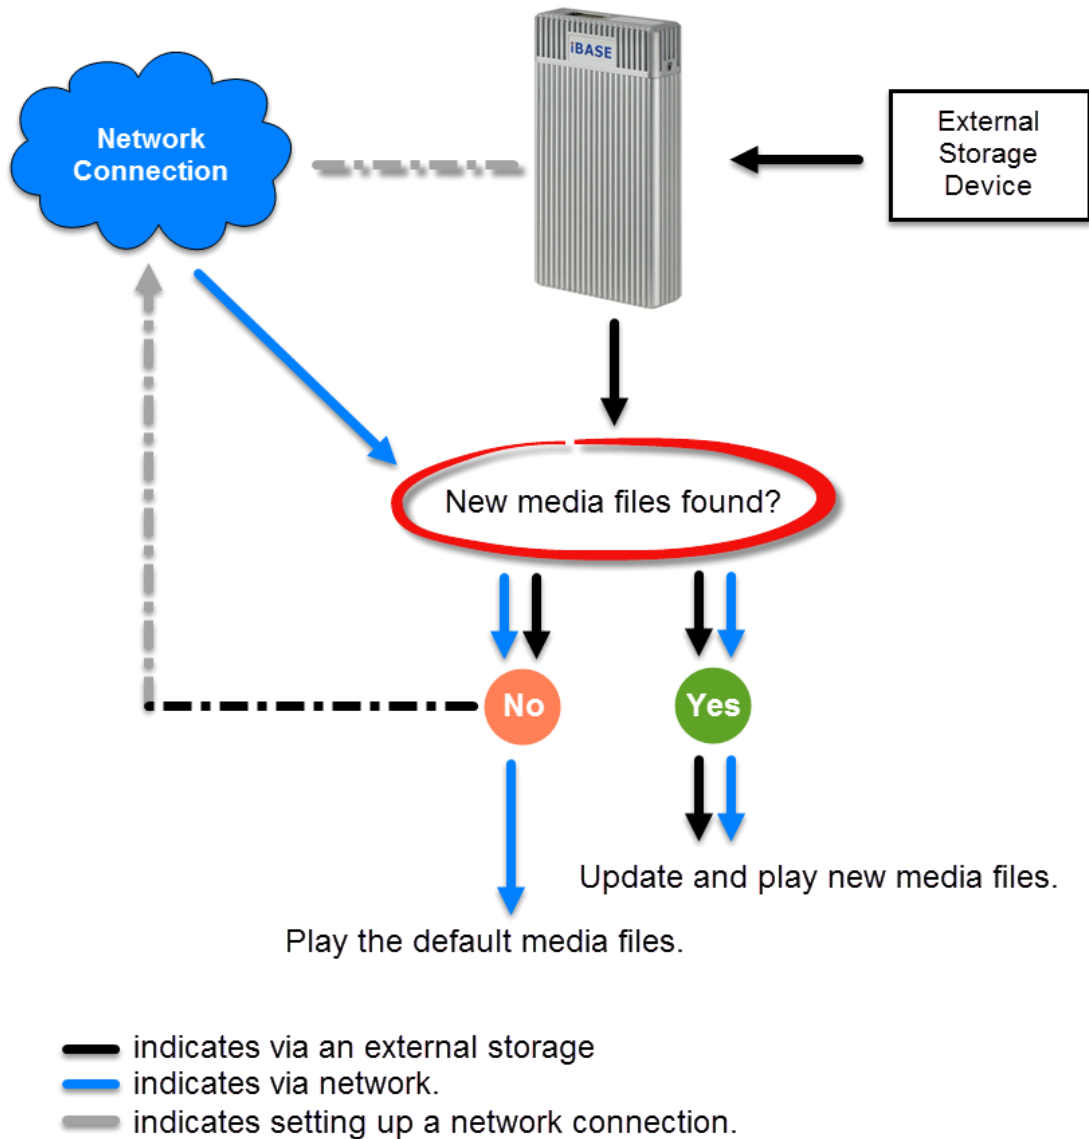 iBASE
Network
Connection
External
Storage
Device
New media files found?
No
Yes
Update and play new media files.
Play the default media files.
indicates via an external storage
indicates via network.
indicates setting up a network connection.